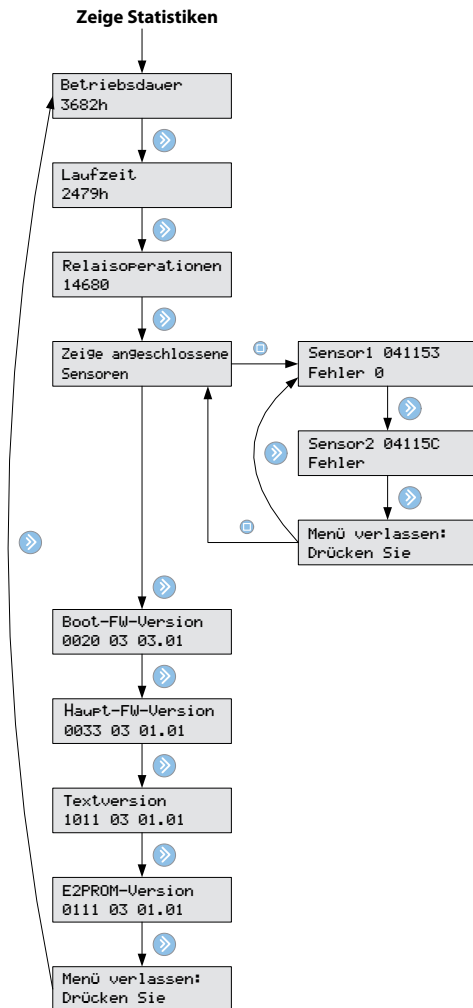 Zeige Statistiken
Betriebsdauer
3682h
Laufzeit
2479h
Relaisoperationen
14680
Zeige angeschlossene
Sensoren
Sensor1 041153
Fehler 0
Sensor2 04115C
Fehler
Menü verlassen:
Drücken Sie
Boot-FW-Version
0020 03 03.01
Haupt-FW-Version
0033 03 01.01
Textversion
1011 03 01.01
E2PROM-Version
0111 03 01.01
Menü verlassen:
Drücken Sie